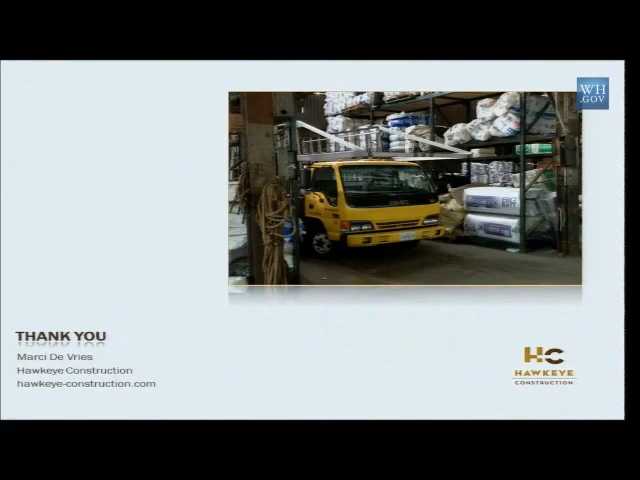 WH
.GOV
THANK YOU
Marci De Vries
Hawkeye Construction
hawkeye-construction.com
HC
HAWKEYE
CONSTRUCTION